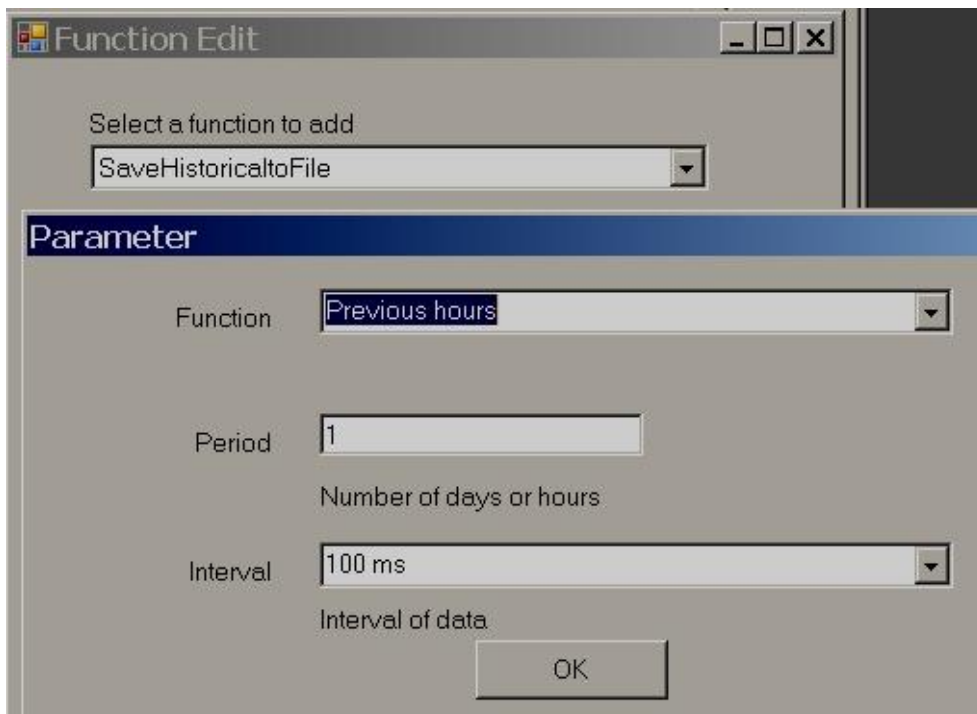 Function Edit
Select a function to add
SaveHistoricaltoFile
Parameter
Function
Previous hours
Period
1
Number of days or hours
Interval
100 ms
Interval of data
OK